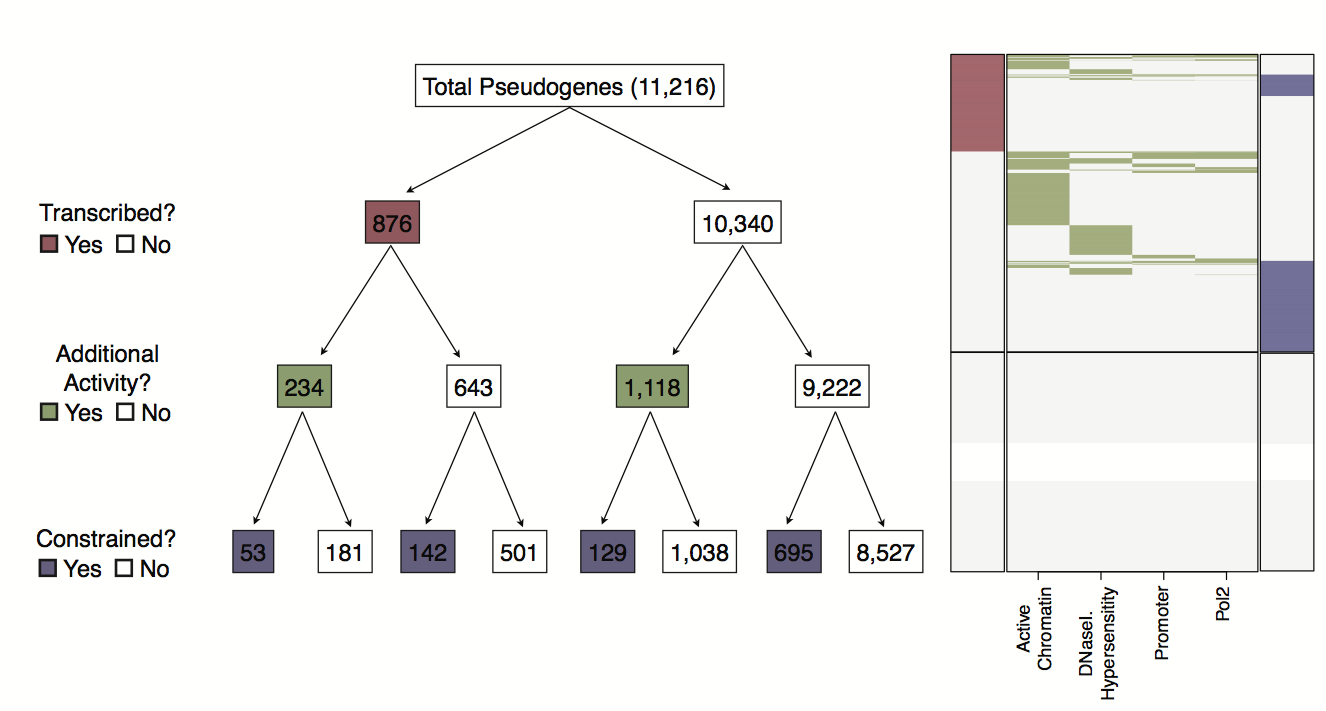 Total Pseudogenes (11,216)
Transcribed?
Yes No
876
10,340
Additional
Activity?
Yes No
234
643
1,118
9,222
Constrained?
Yes No
53
181
142
501
129
1,038
695
8,527
Active
Chromatin
DNaseI.
Hypersensitity
Promoter
Pol2